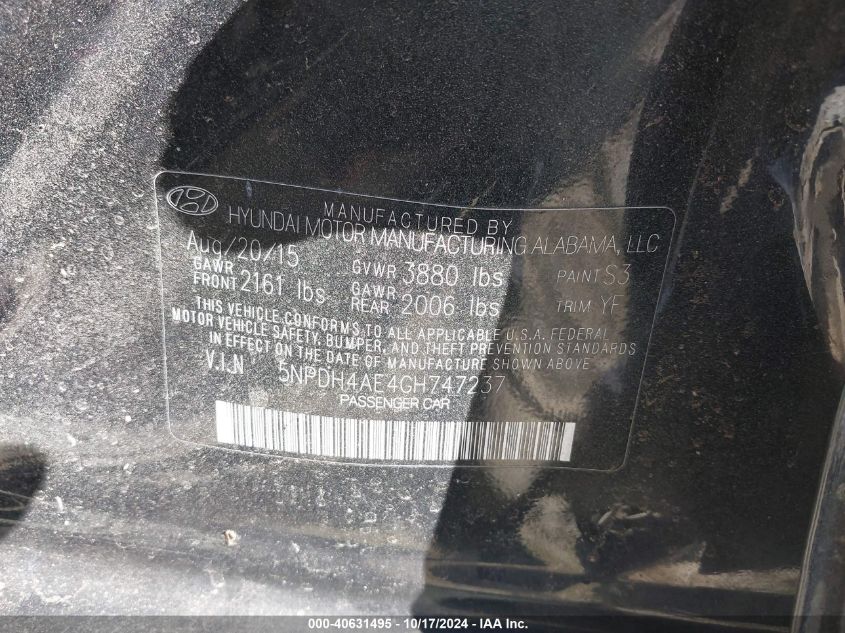 MANUFACTURED BY
HYUNDAI MOTOR MANUFACTURING ALABAMA, LLC
Aug/20/15 GVWR 3880 lbs PAINT S3
GAWR FRONT 2161 lbs GAWR REAR 2006 lbs TRIM YF
THIS VEHICLE CONFORMS TO ALL APPLICABLE U.S.A. FEDERAL
MOTOR VEHICLE SAFETY, BUMPER, AND THEFT PREVENTION STANDARDS
IN EFFECT ON THE DATE OF MANUFACTURE SHOWN ABOVE
V.I.N 5NPDH4AE4GH747237
PASSENGER CAR
000-40631495 - 10/17/2024 - IAA, Inc.